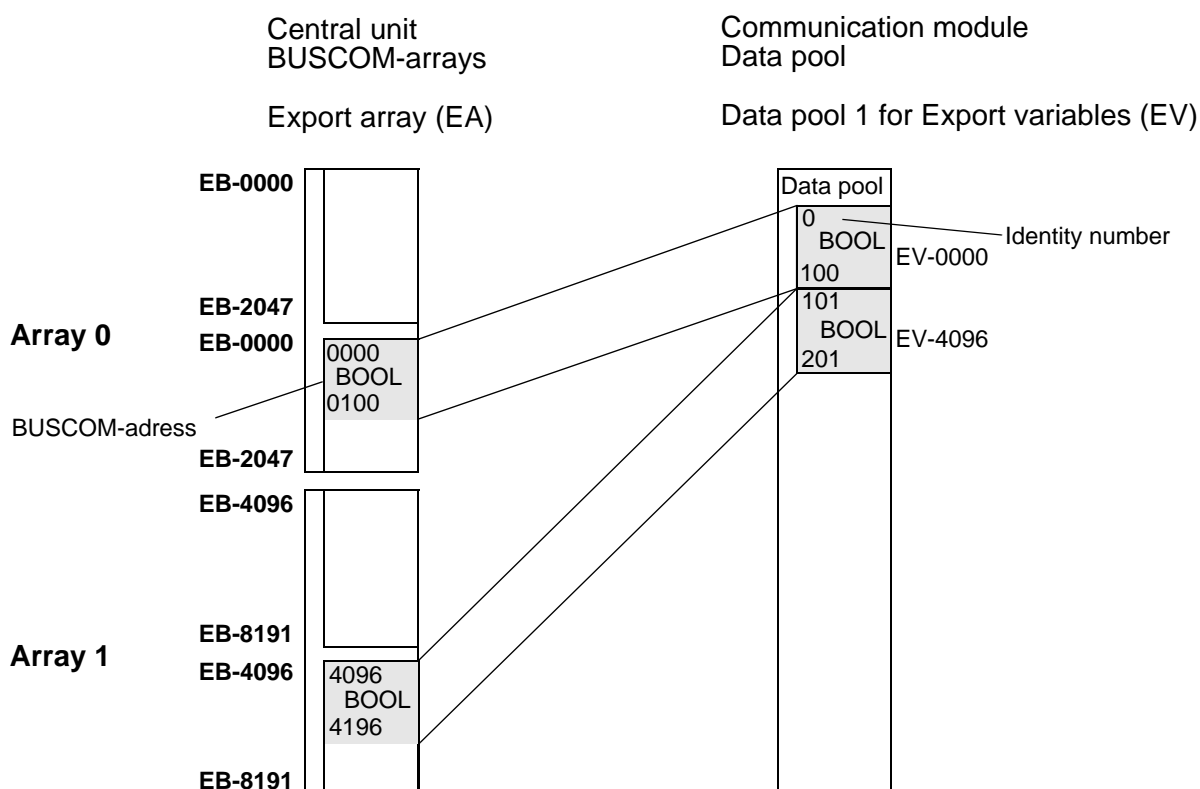 Central unit
BUSCOM-arrays
Export array (EA)
Communication module
Data pool
Data pool 1 for Export variables (EV)
EB-0000
EB-2047
Array 0
EB-0000
0000
BOOL
0100
BUSCOM-adress
EB-2047
EB-4096
EB-8191
Array 1
EB-4096
4096
BOOL
4196
EB-8191
Data pool
0
BOOL
100
EV-0000
Identity number
101
BOOL
201
EV-4096